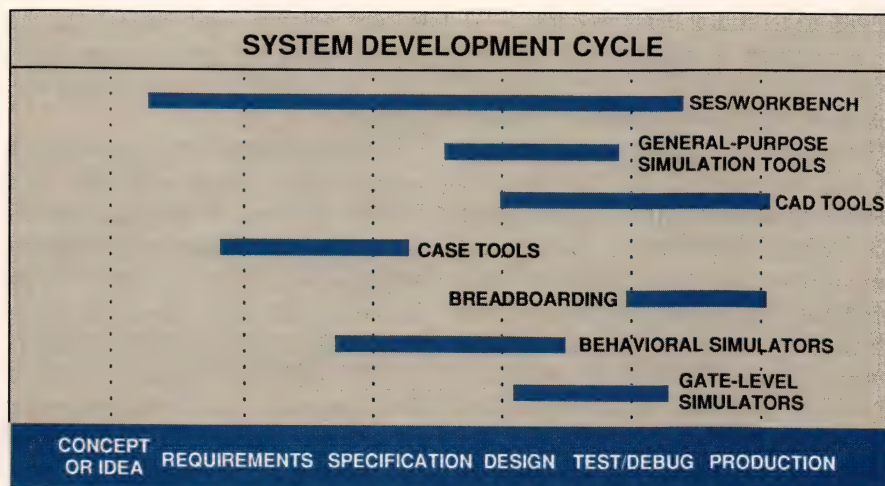 SYSTEM DEVELOPMENT CYCLE
SES/WORKBENCH
GENERAL-PURPOSE
SIMULATION TOOLS
CAD TOOLS
CASE TOOLS
BREADBOARDING
BEHAVIORAL SIMULATORS
GATE-LEVEL
SIMULATORS
CONCEPT
OR IDEA
REQUIREMENTS
SPECIFICATION
DESIGN
TEST/DEBUG
PRODUCTION